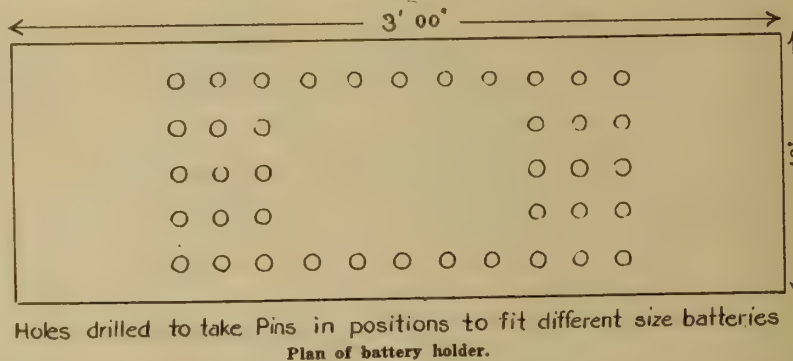 3' 00"
Holes drilled to take Pins in positions to fit different size batteries
Plan of battery holder.